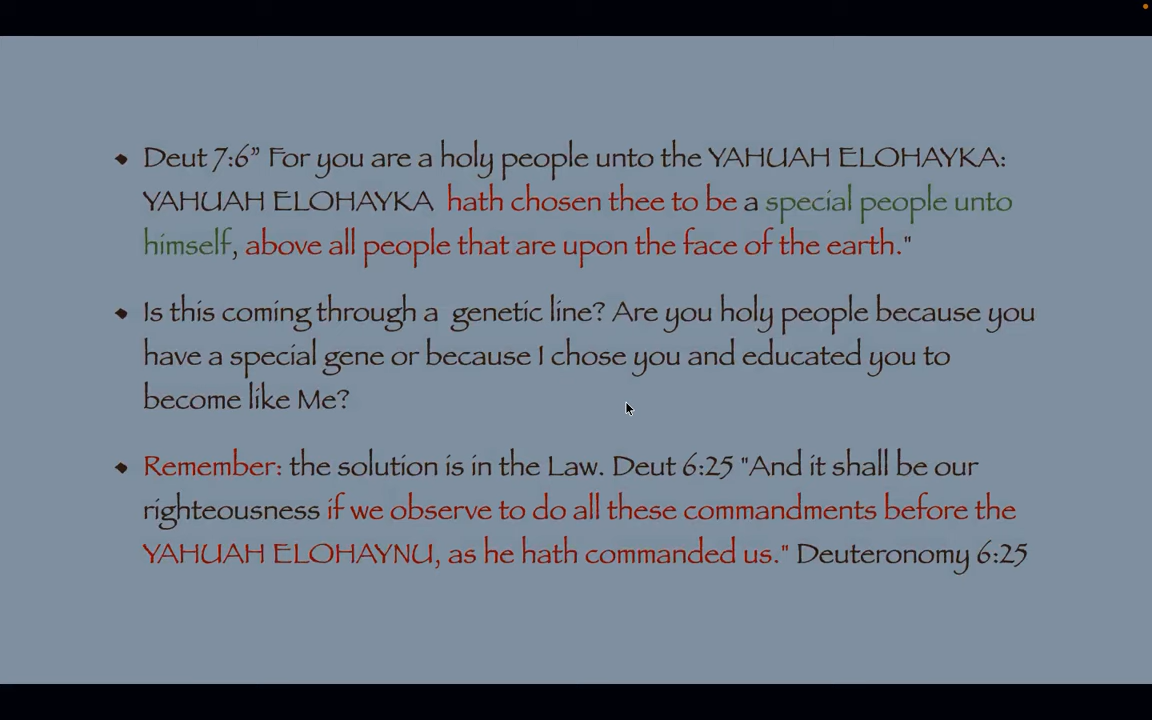 Deut 7:6” For you are a holy people unto the YAHUAH ELOHAYKA:
YAHUAH ELOHAYKA hath chosen thee to be a special people unto
himself, above all people that are upon the face of the earth."
Is this coming through a genetic line? Are you holy people because you
have a special gene or because I chose you and educated you to
become like Me?
Remember: the solution is in the Law. Deut 6:25 "And it shall be our
righteousness if we observe to do all these commandments before the
YAHUAH ELOHAYNU, as he hath commanded us." Deuteronomy 6:25